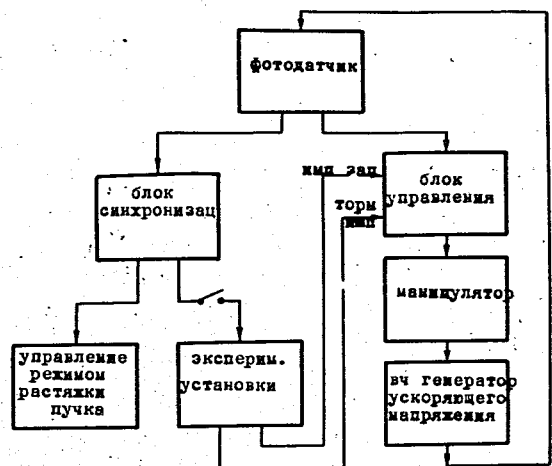 фотодатчик
имп зап
торм
имп
блок
управления
блок
синхронизац
манипулятор
управление
режимом
растяжки
пучка
эксперим.
установки
вч генератор
ускоряющего
напряжения